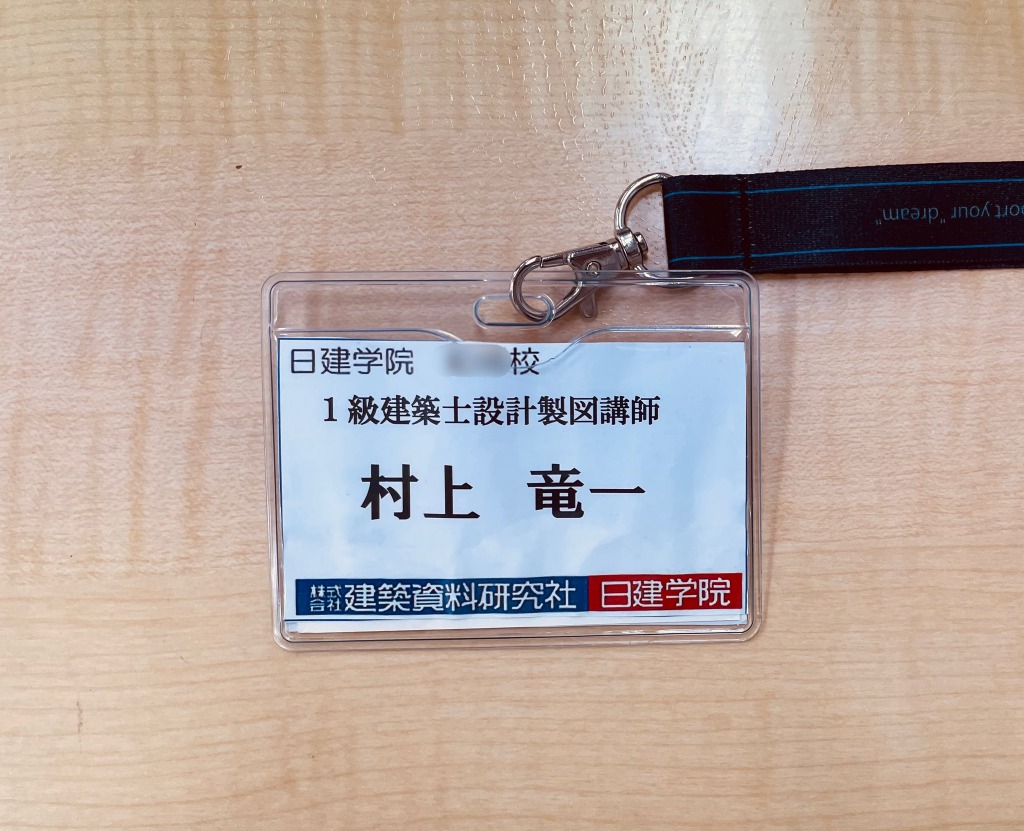 "dream" your port
日建学院 校
1級建築士設計製図講師
村上 竜一
株式会社建築資料研究社 日建学院